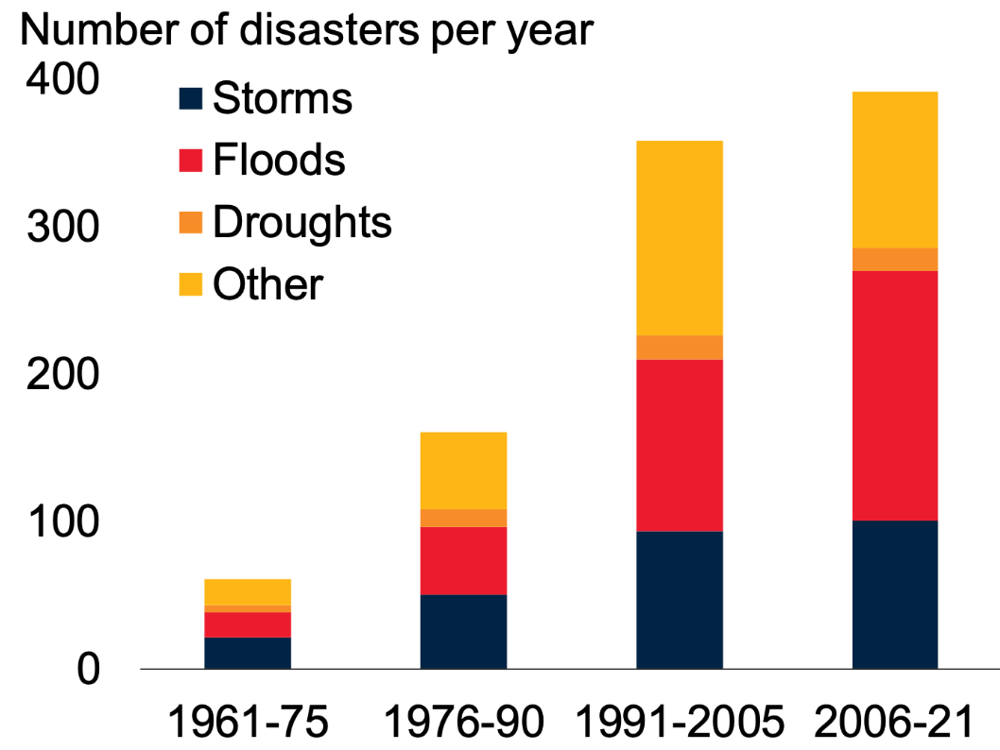 Number of disasters per year
400
Storms
Floods
300
Droughts
Other
200
100
0
1961-75 1976-90 1991-2005 2006-21